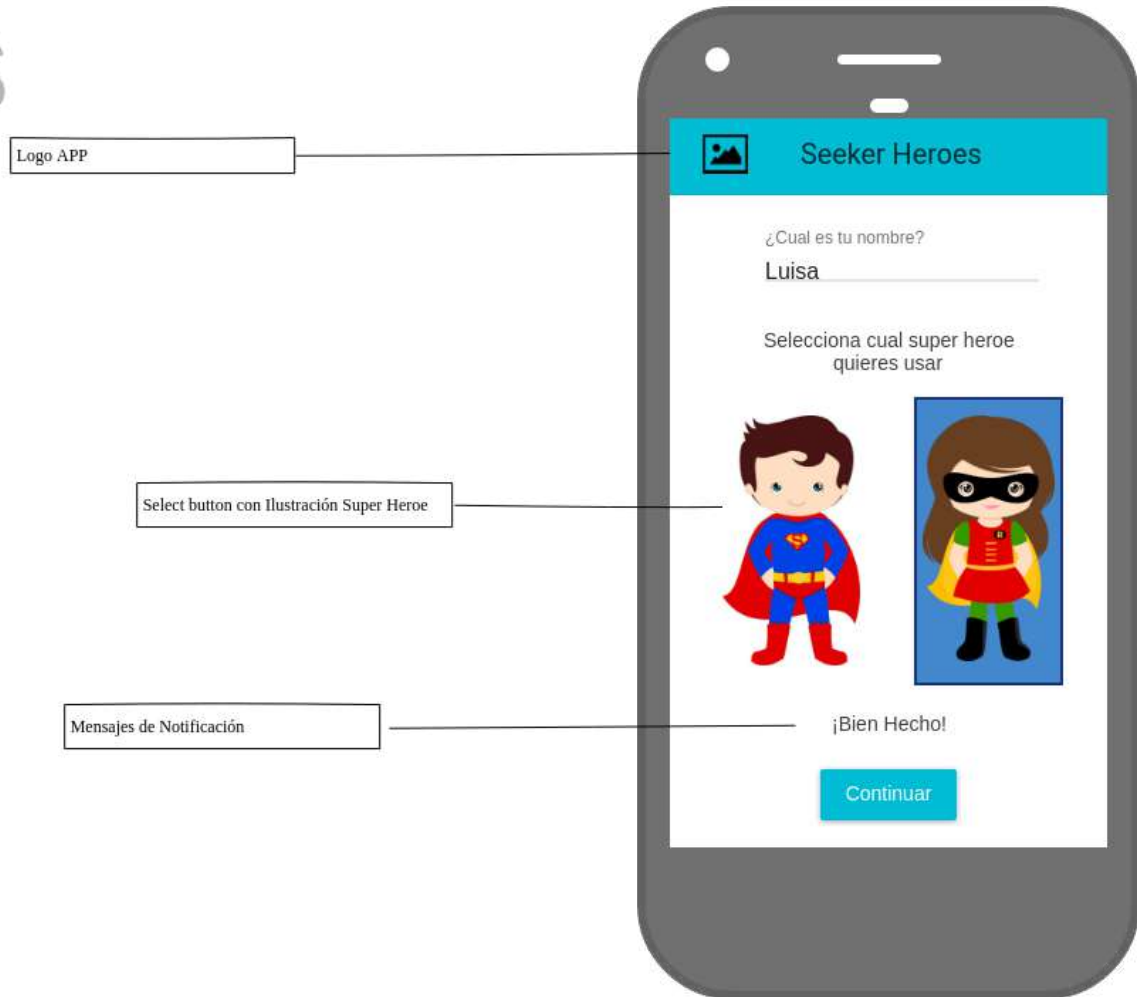 Logo APP
Seeker Heroes
¿Cual es tu nombre?
Luisa
Selecciona cual super heroe
quieres usar
Select button con Ilustración Super Heroe
S
R
Mensajes de Notificación
¡Bien Hecho!
Continuar